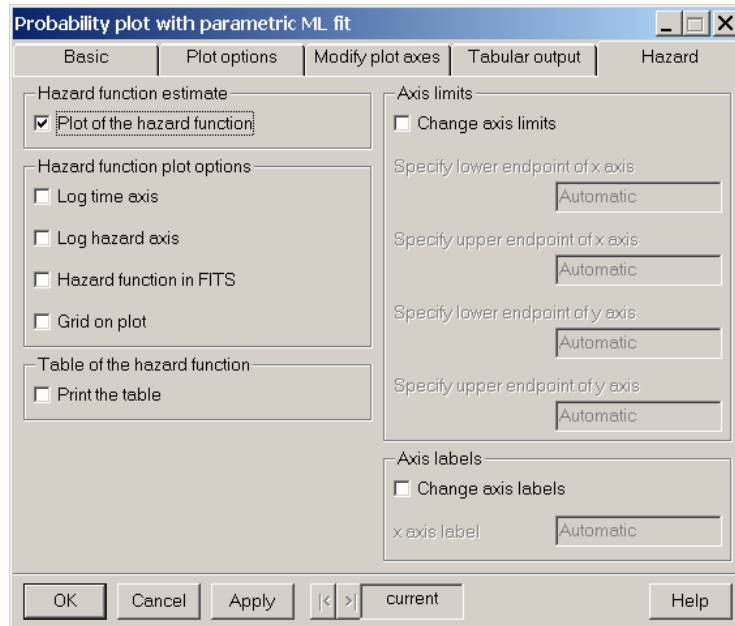 Probability plot with parametric ML fit
Basic
Plot options
Modify plot axes
Tabular output
Hazard
Hazard function estimate
Plot of the hazard function
Hazard function plot options
Log time axis
Log hazard axis
Hazard function in FITS
Grid on plot
Table of the hazard function
Print the table
Axis limits
Change axis limits
Specify lower endpoint of x axis
Automatic
Specify upper endpoint of x axis
Automatic
Specify lower endpoint of y axis
Automatic
Specify upper endpoint of y axis
Automatic
Axis labels
Change axis labels
x axis label
Automatic
OK
Cancel
Apply
current
Help